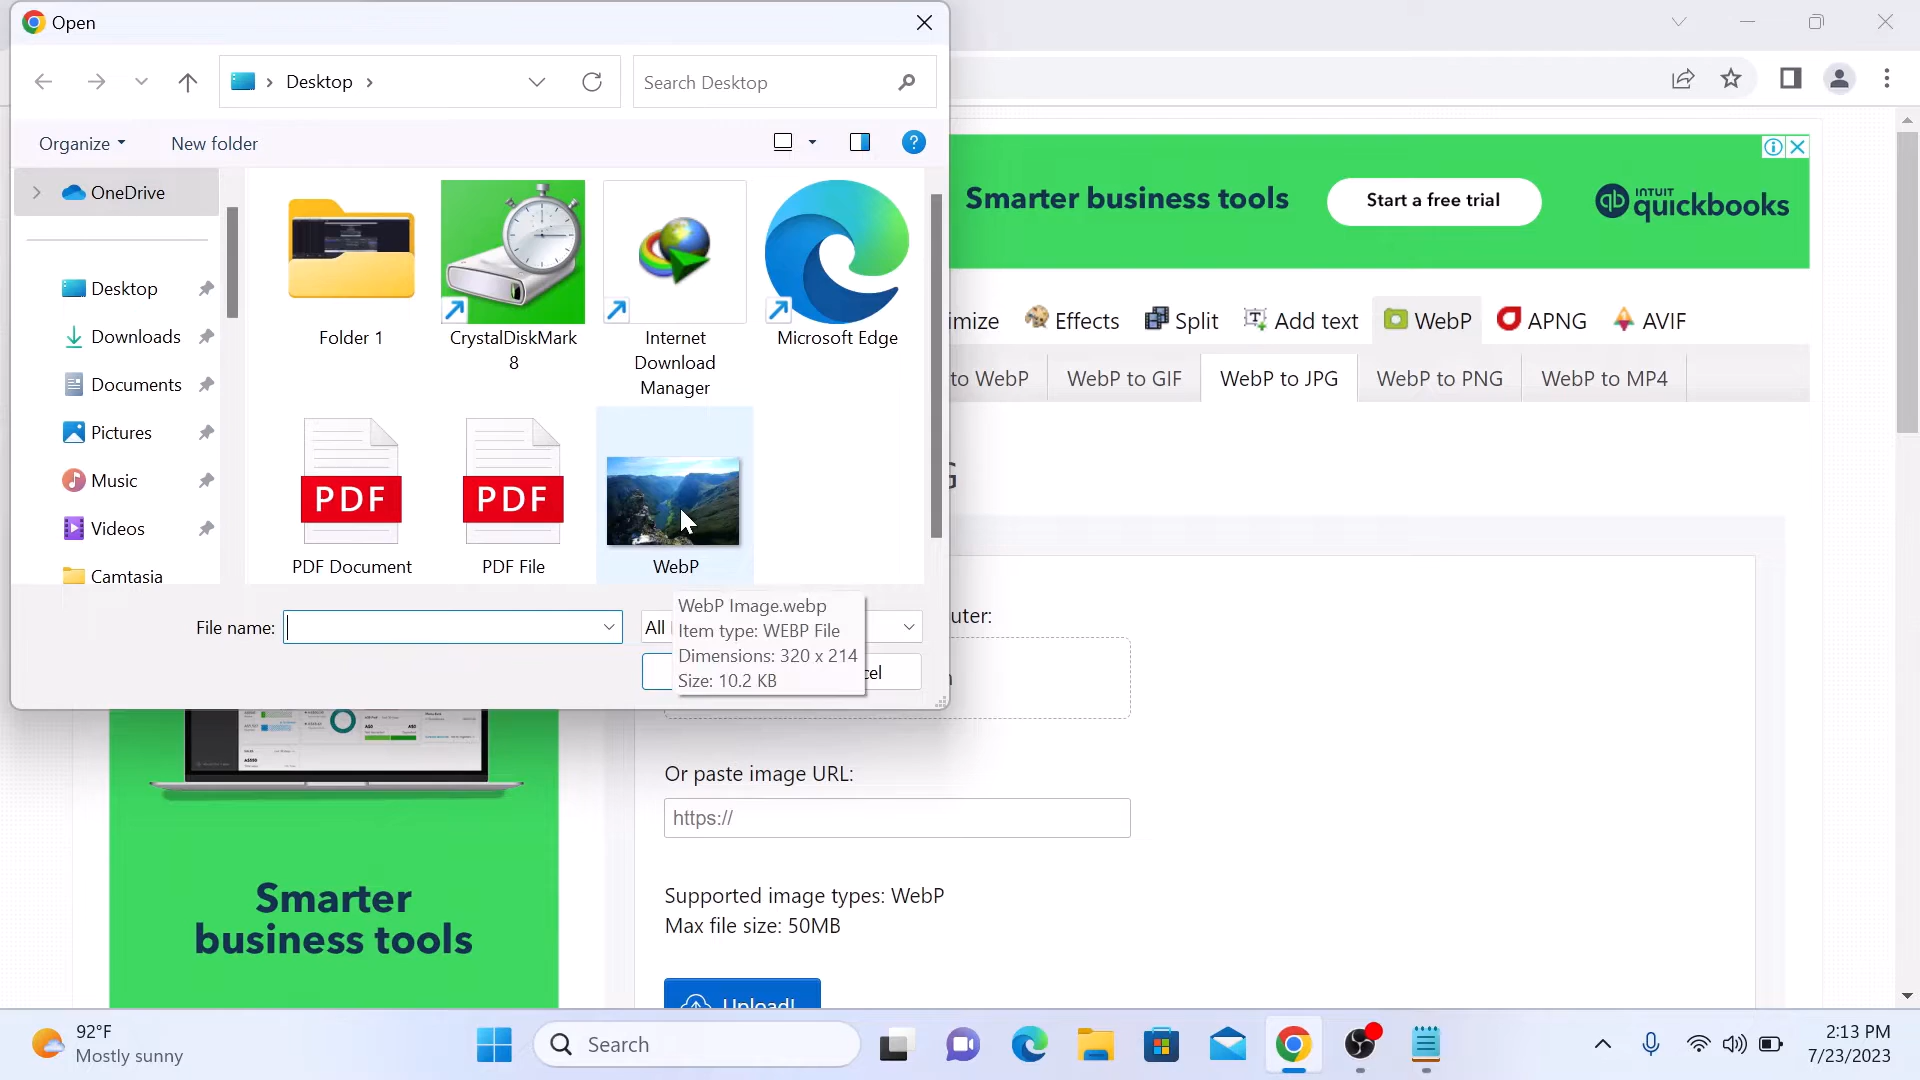 Open
Desktop
Search Desktop
Organize
New folder
OneDrive
Desktop
Downloads
Documents
Pictures
Music
Videos
Camtasia
Folder 1
CrystalDiskMark
8
Internet
Download
Manager
Microsoft Edge
PDF
PDF Document
PDF
PDF File
WebP
File name:
All
WebP Image.webp
Item type: WEBP File
Dimensions: 320 x 214
Size: 10.2 KB
cel
Smarter business tools
Start a free trial
INTUIT
quickbooks
imize
Effects
Split
Add text
WebP
APNG
AVIF
to WebP
WebP to GIF
WebP to JPG
WebP to PNG
WebP to MP4
G
uter:
Or paste image URL:
https://
Supported image types: WebP
Max file size: 50MB
Upload!
Smarter
business tools
92°F
Mostly sunny
Search
2:13 PM
7/23/2023